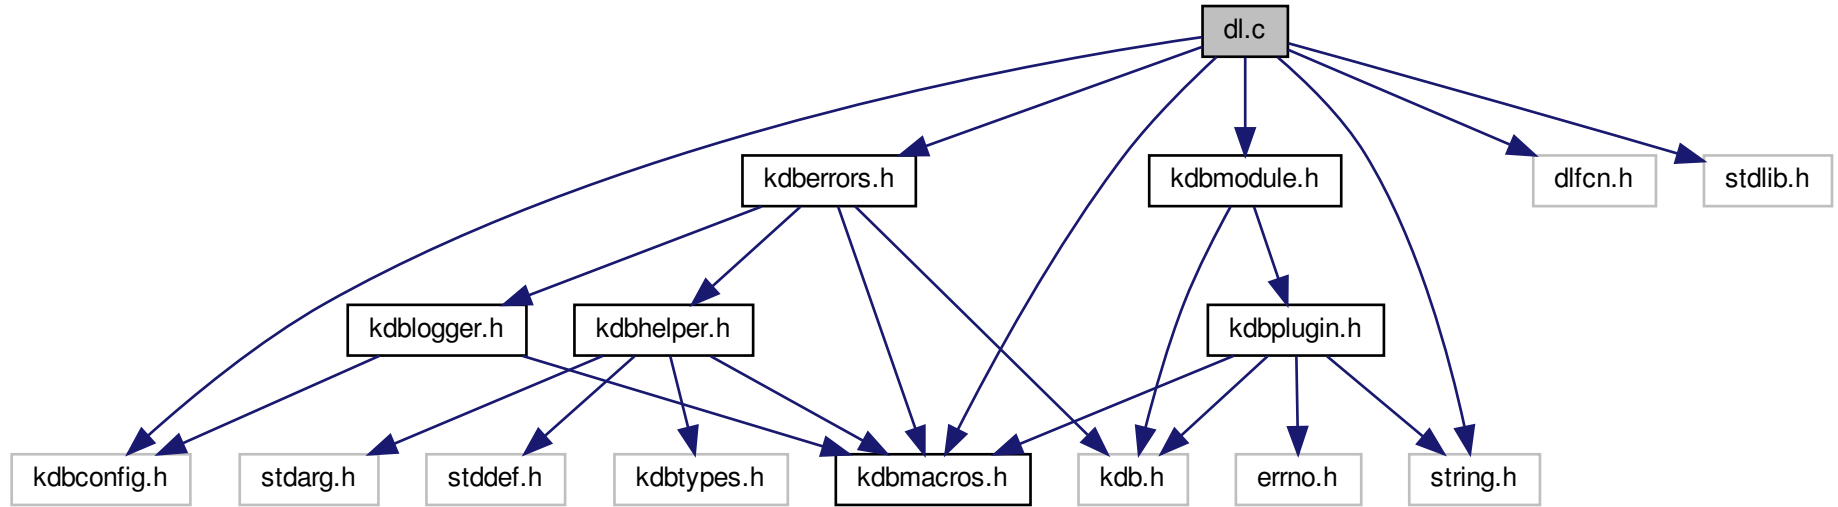 dl.c
kdberrors.h
kdbmodule.h
dlfcn.h
stdlib.h
kdblogger.h
kdbhelper.h
kdbplugin.h
kdbconfig.h
stdarg.h
stddef.h
kdbtypes.h
kdbmacros.h
kdb.h
errno.h
string.h